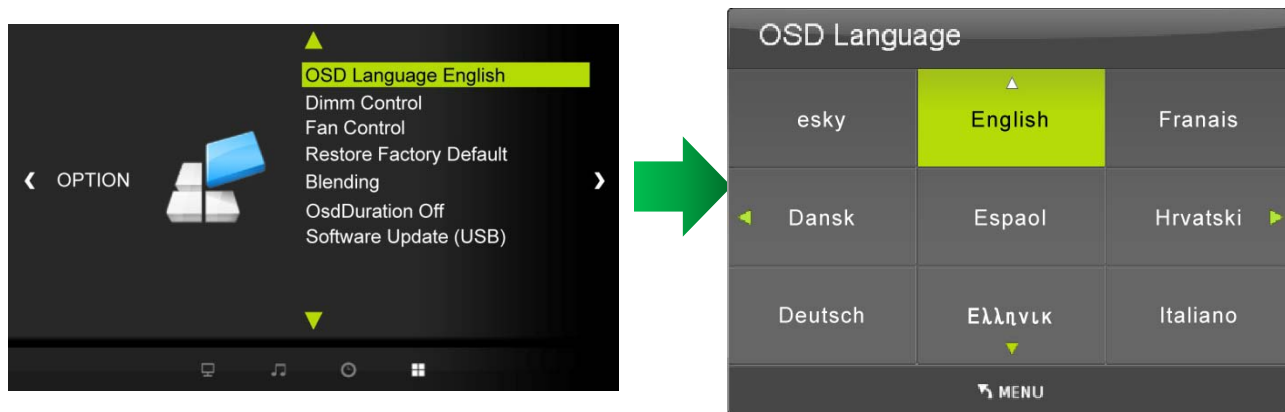 OSD Language English
Dimm Control
Fan Control
Restore Factory Default
OPTION
Blending
OsdDuration Off
Software Update (USB)
OSD Language
esky English Franais
Dansk Espaol Hrvatski
Deutsch Ελληνικ Italiano
MENU